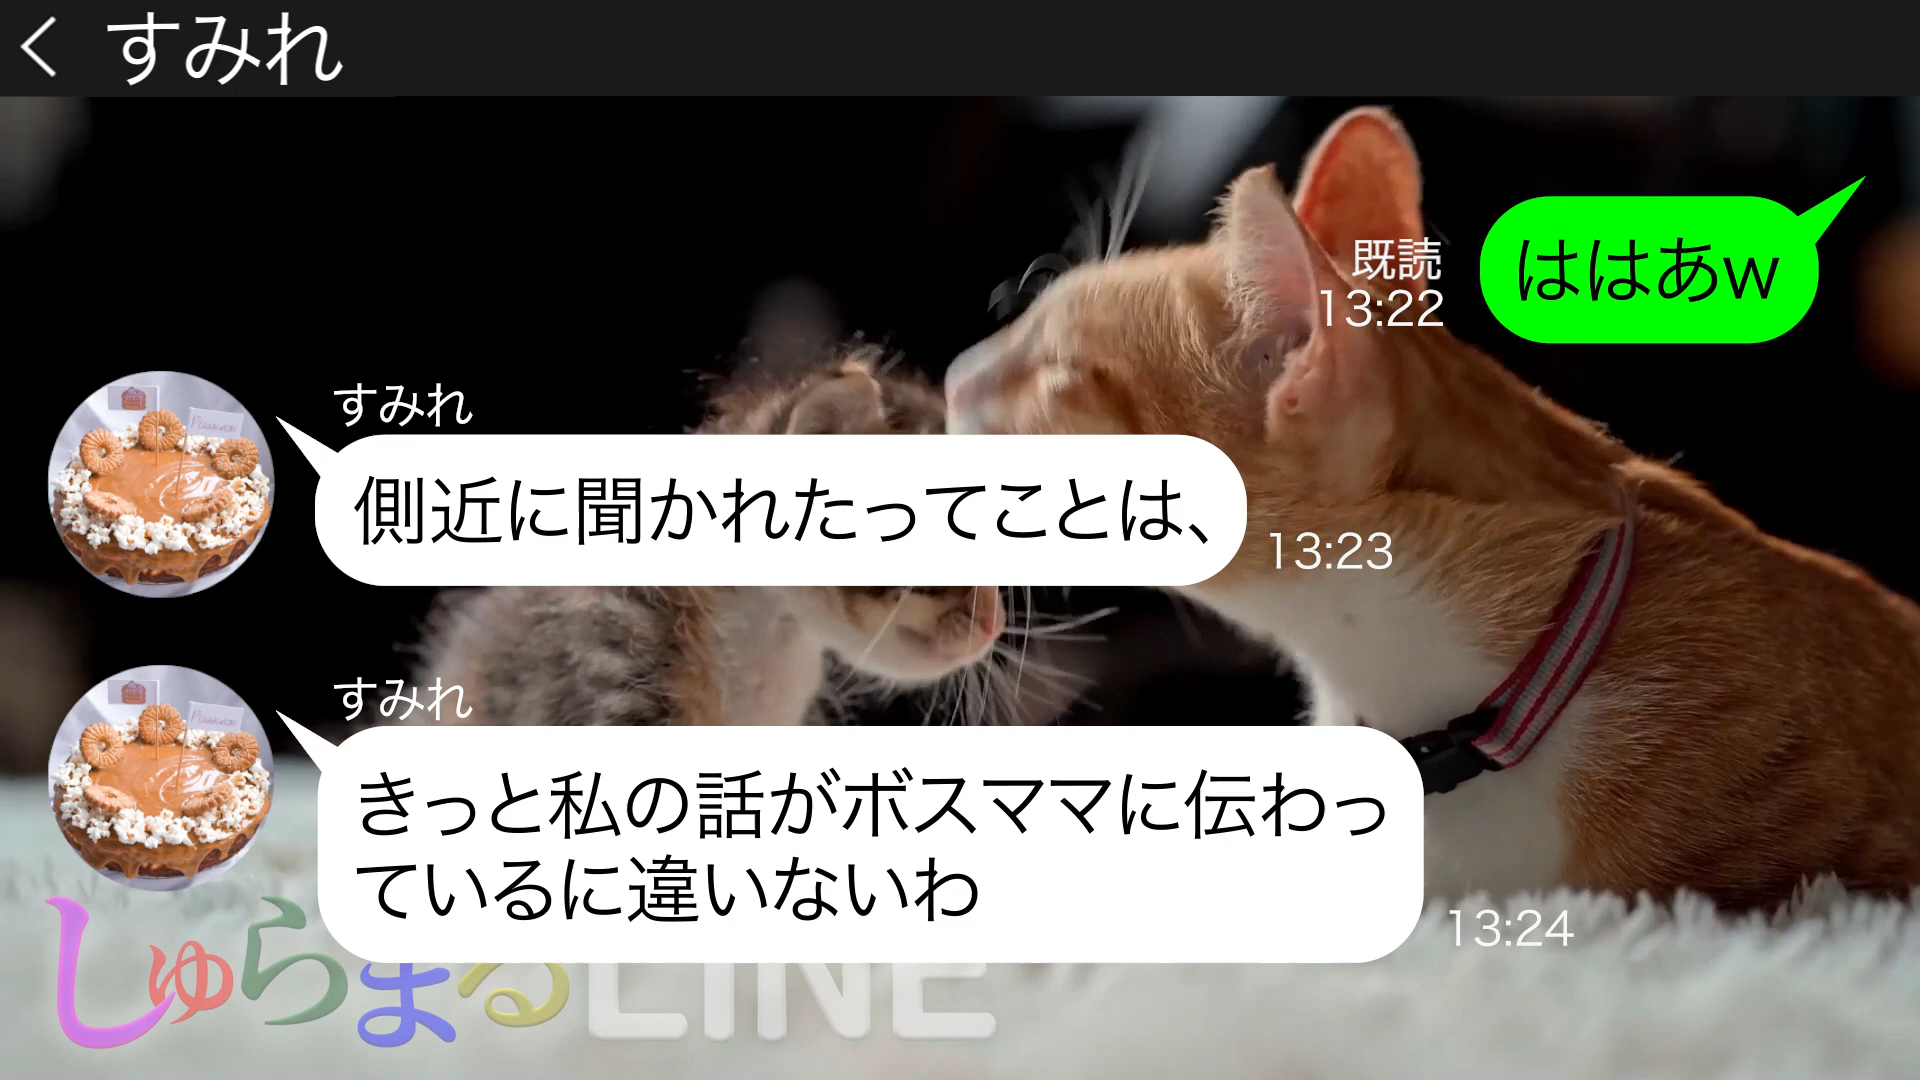 すみれ
ははあw
既読
13:22
すみれ
側近に聞かれたってことは、
13:23
すみれ
きっと私の話がボスママに伝わっ
ているに違いないわ
13:24
しゅらまるLINE